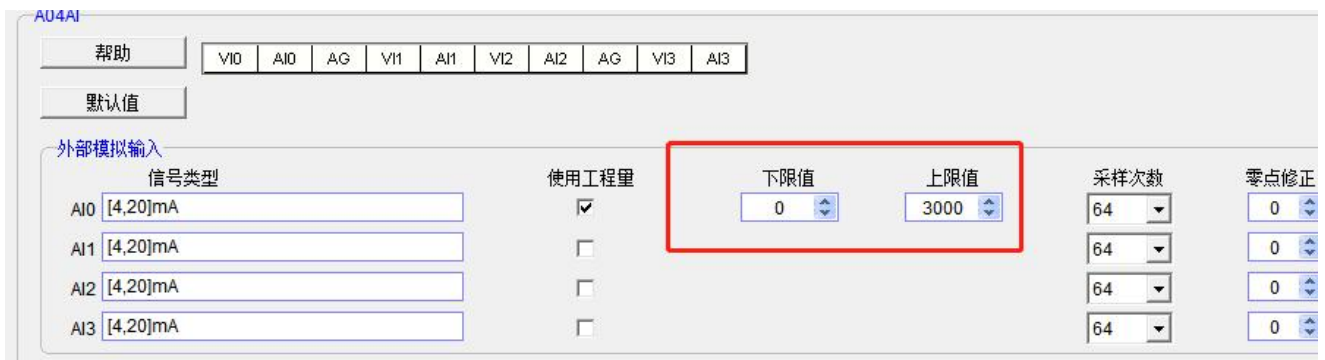 A04AI
帮助 VI0 AI0 AG VI1 AI1 VI2 AI2 AG VI3 AI3
默认值
外部模拟输入
信号类型 使用工程量 下限值 上限值 采样次数 零点修正
AI0 [4,20]mA 0 3000 64 0
AI1 [4,20]mA 64 0
AI2 [4,20]mA 64 0
AI3 [4,20]mA 64 0